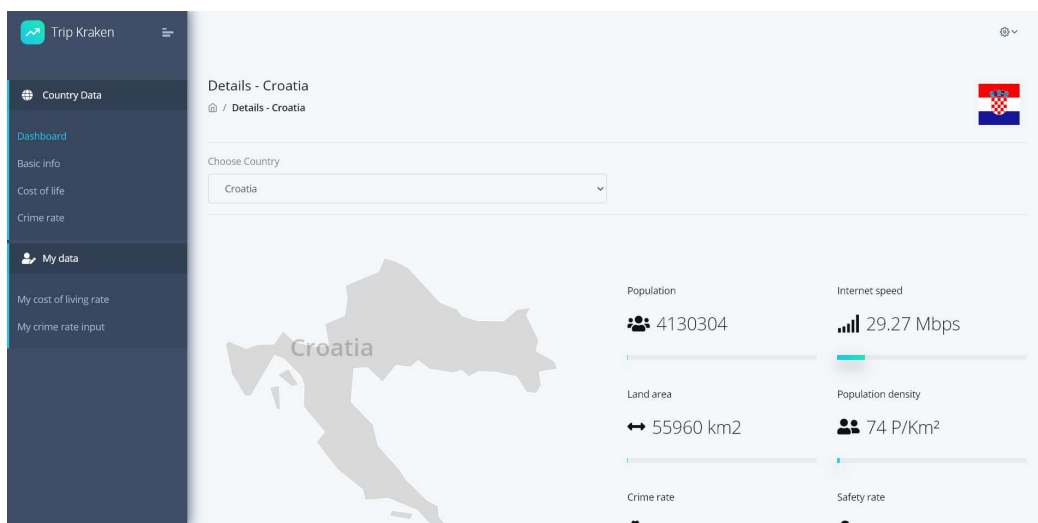 Trip Kraken
Country Data
Dashboard
Basic info
Cost of life
Crime rate
My data
My cost of living rate
My crime rate input
Details - Croatia
/ Details - Croatia
Choose Country
Croatia
Croatia
Population
4130304
Internet speed
29.27 Mbps
Land area
55960 km2
Population density
74 P/Km²
Crime rate
Safety rate